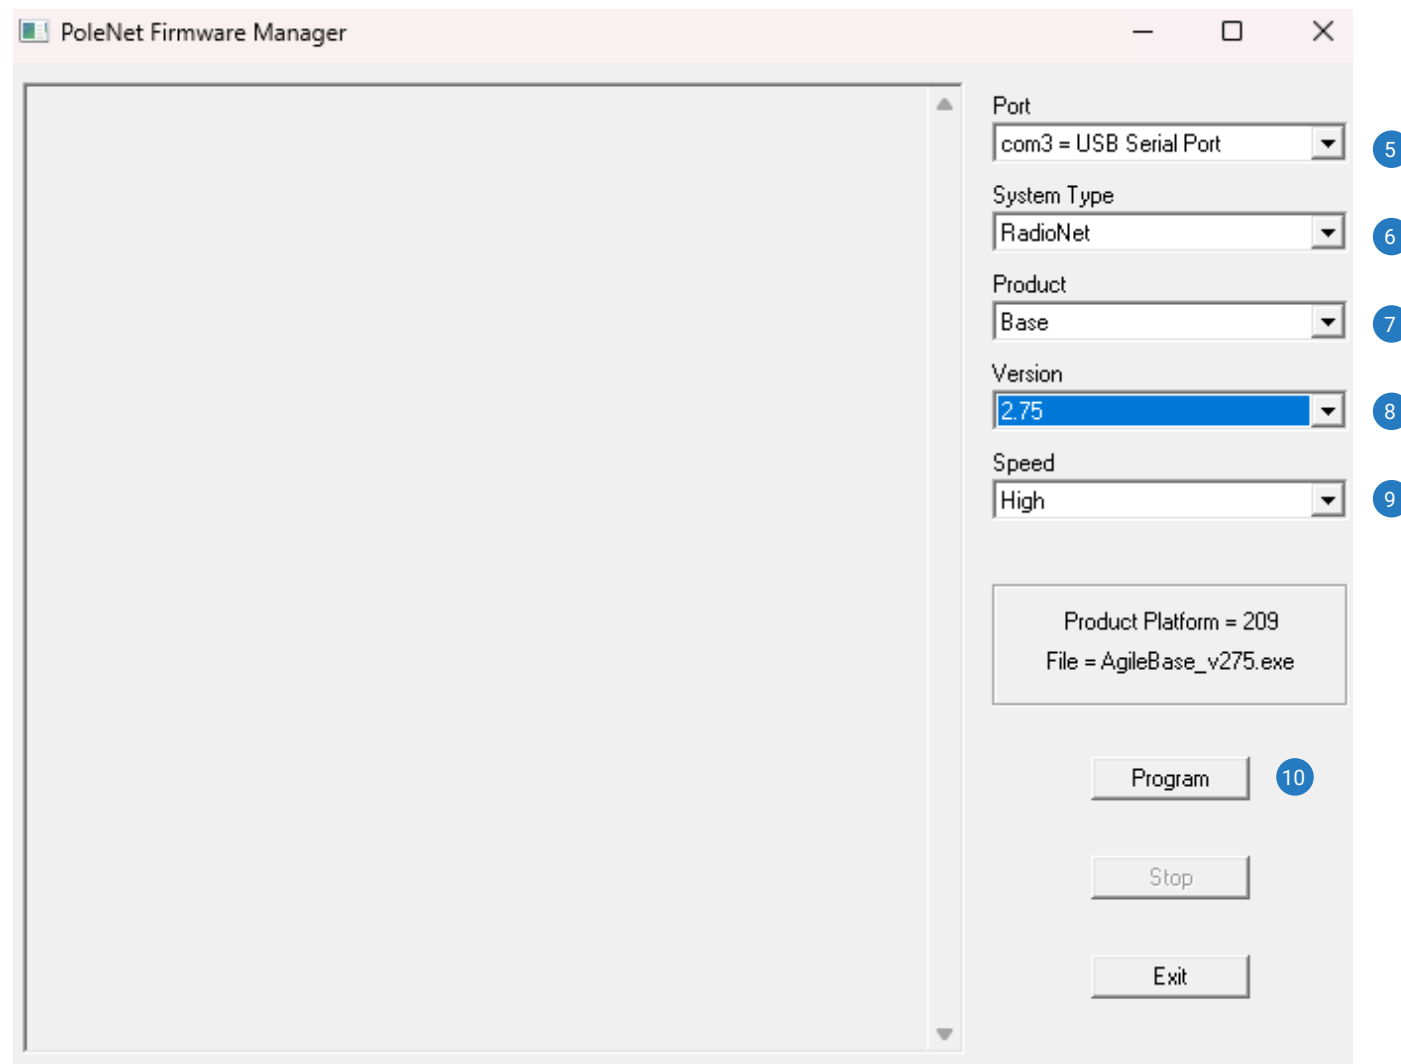 PoleNet Firmware Manager
Port
com3 = USB Serial Port
5
System Type
RadioNet
6
Product
Base
7
Version
2.75
8
Speed
High
9
Product Platform = 209
File = AgileBase_v275.exe
Program
10
Stop
Exit